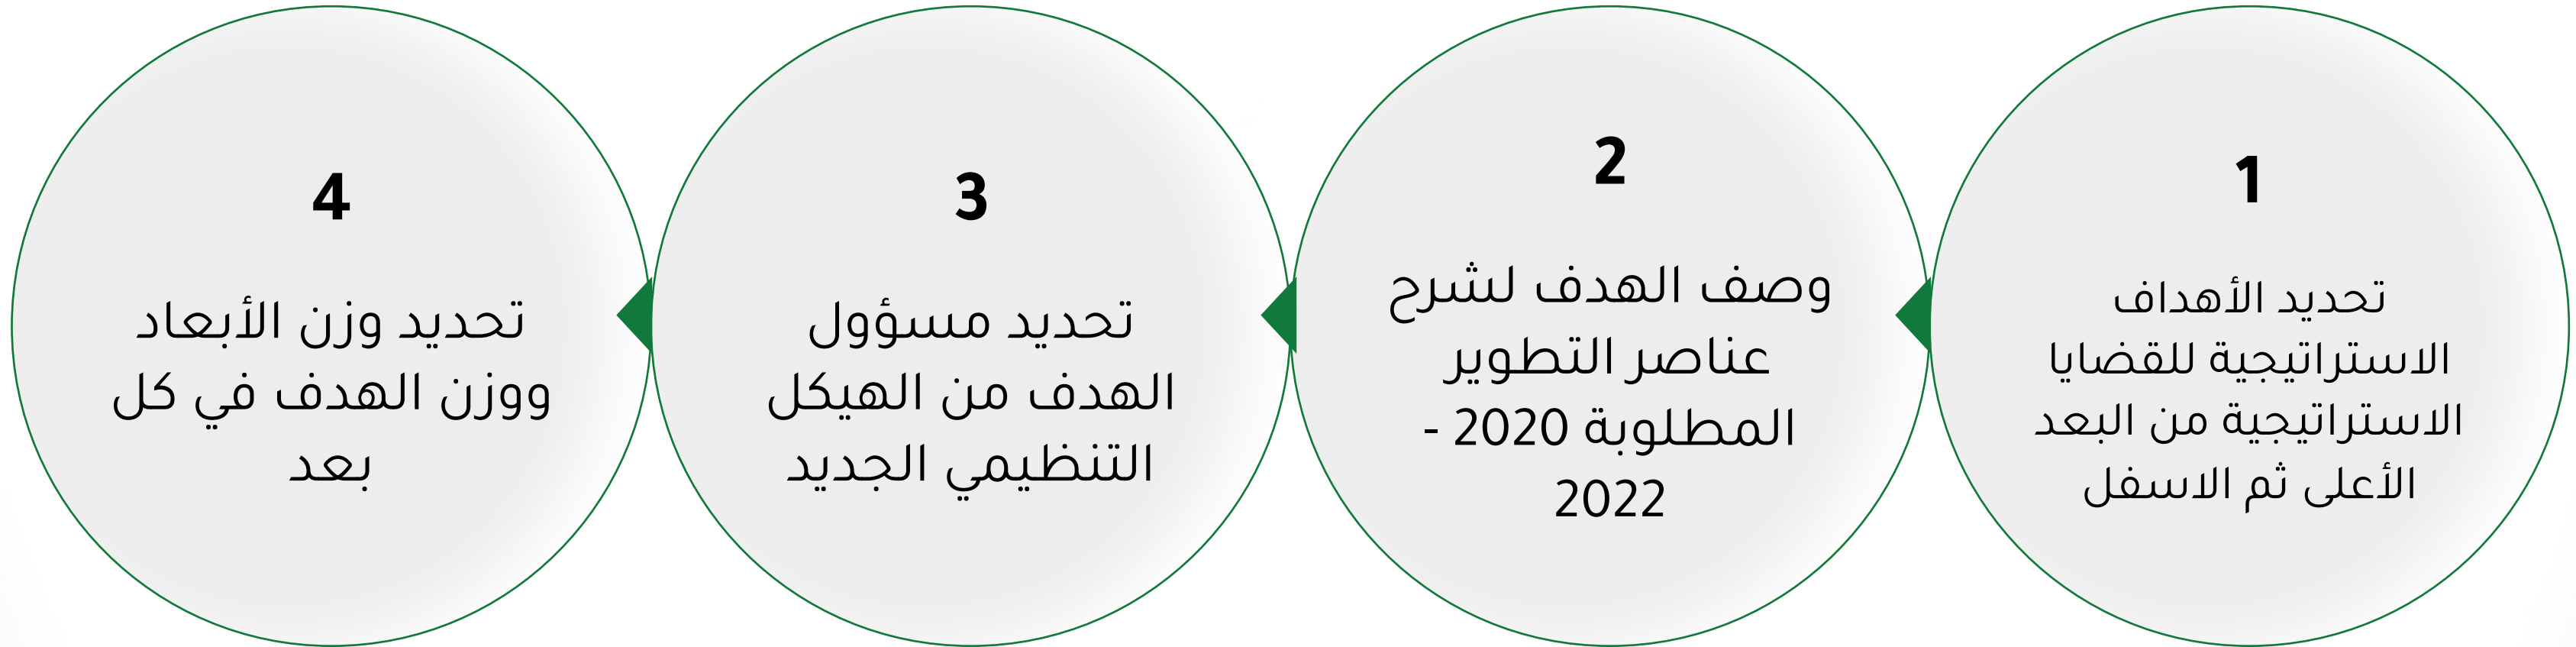 1
تحديد الأهداف
الاستراتيجية للقضايا
الاستراتيجية من البعد
الأعلى ثم الاسفل
2
وصف الهدف لشرح
عناصر التطوير
المطلوبة 2020 -
2022
3
تحديد مسؤول
الهدف من الهيكل
التنظيمي الجديد
4
تحديد وزن الأبعاد
ووزن الهدف في كل
بعد